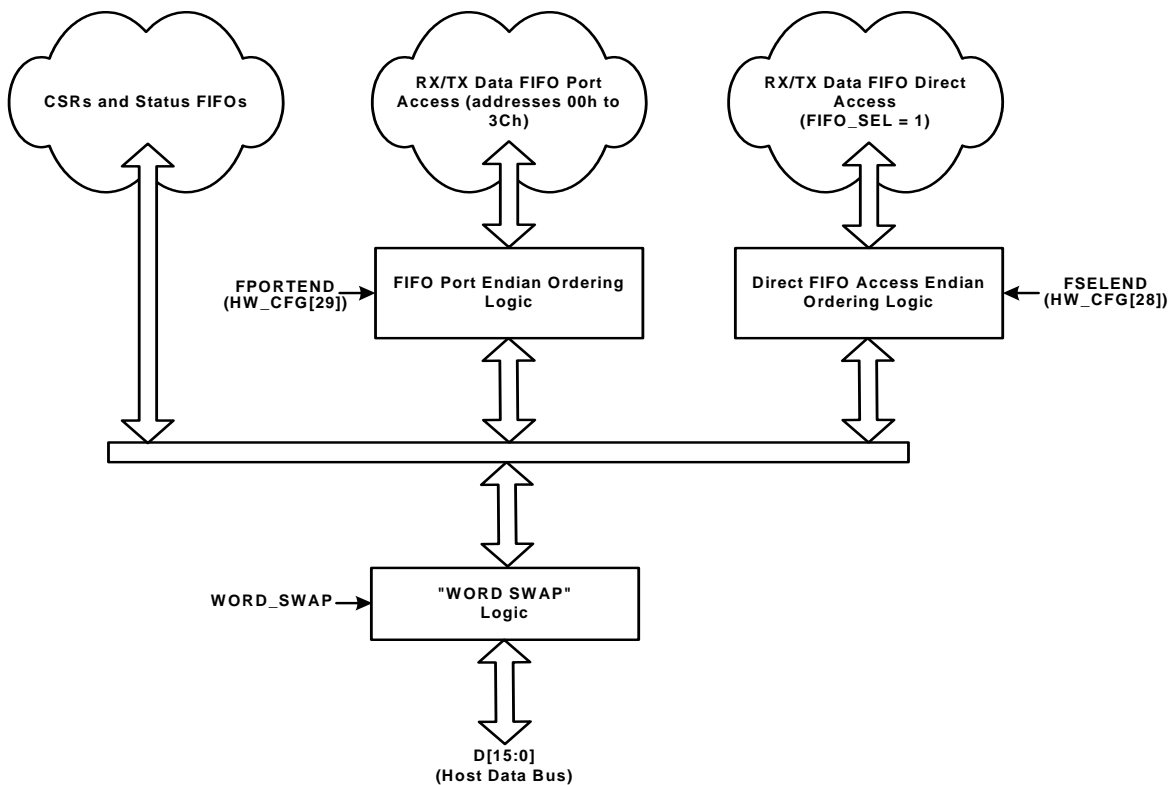 CSRs and Status FIFOs
RX/TX Data FIFO Port
Access (addresses 00h to
3Ch)
RX/TX Data FIFO Direct
Access
(FIFO_SEL = 1)
FPORTEND
(HW_CFG[29])
FIFO Port Endian Ordering
Logic
Direct FIFO Access Endian
Ordering Logic
FSELEND
(HW_CFG[28])
WORD_SWAP
"WORD SWAP"
Logic
D[15:0]
(Host Data Bus)